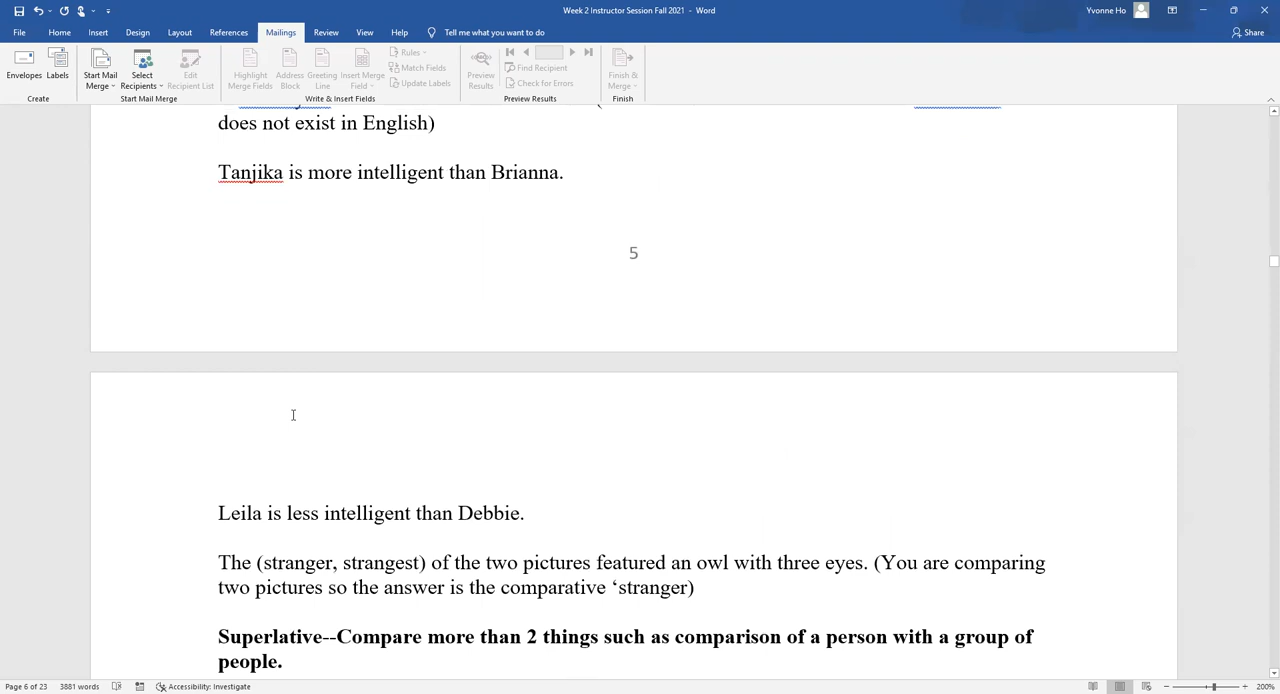 Week 2 Instructor Session Fall 2021 - Word
Yvonne Ho
File Home Insert Design Layout References Mailings Review View Help Tell me what you want to do
Share
Envelopes Labels
Create
Start Mail Merge
Select Recipients
Edit Recipient List
Start Mail Merge
Highlight Merge Fields
Address Block
Greeting Line
Insert Merge Field
Rules
Match Fields
Update Labels
Write & Insert Fields
ABC
Preview Results
Find Recipient
Check for Errors
Preview Results
Finish & Merge
Finish
does not exist in English)
Tanjika is more intelligent than Brianna.
5
Leila is less intelligent than Debbie.
The (stranger, strangest) of the two pictures featured an owl with three eyes. (You are comparing
two pictures so the answer is the comparative ‘stranger)
Superlative--Compare more than 2 things such as comparison of a person with a group of
people.
Page 6 of 23 3881 words Accessibility: Investigate
200%